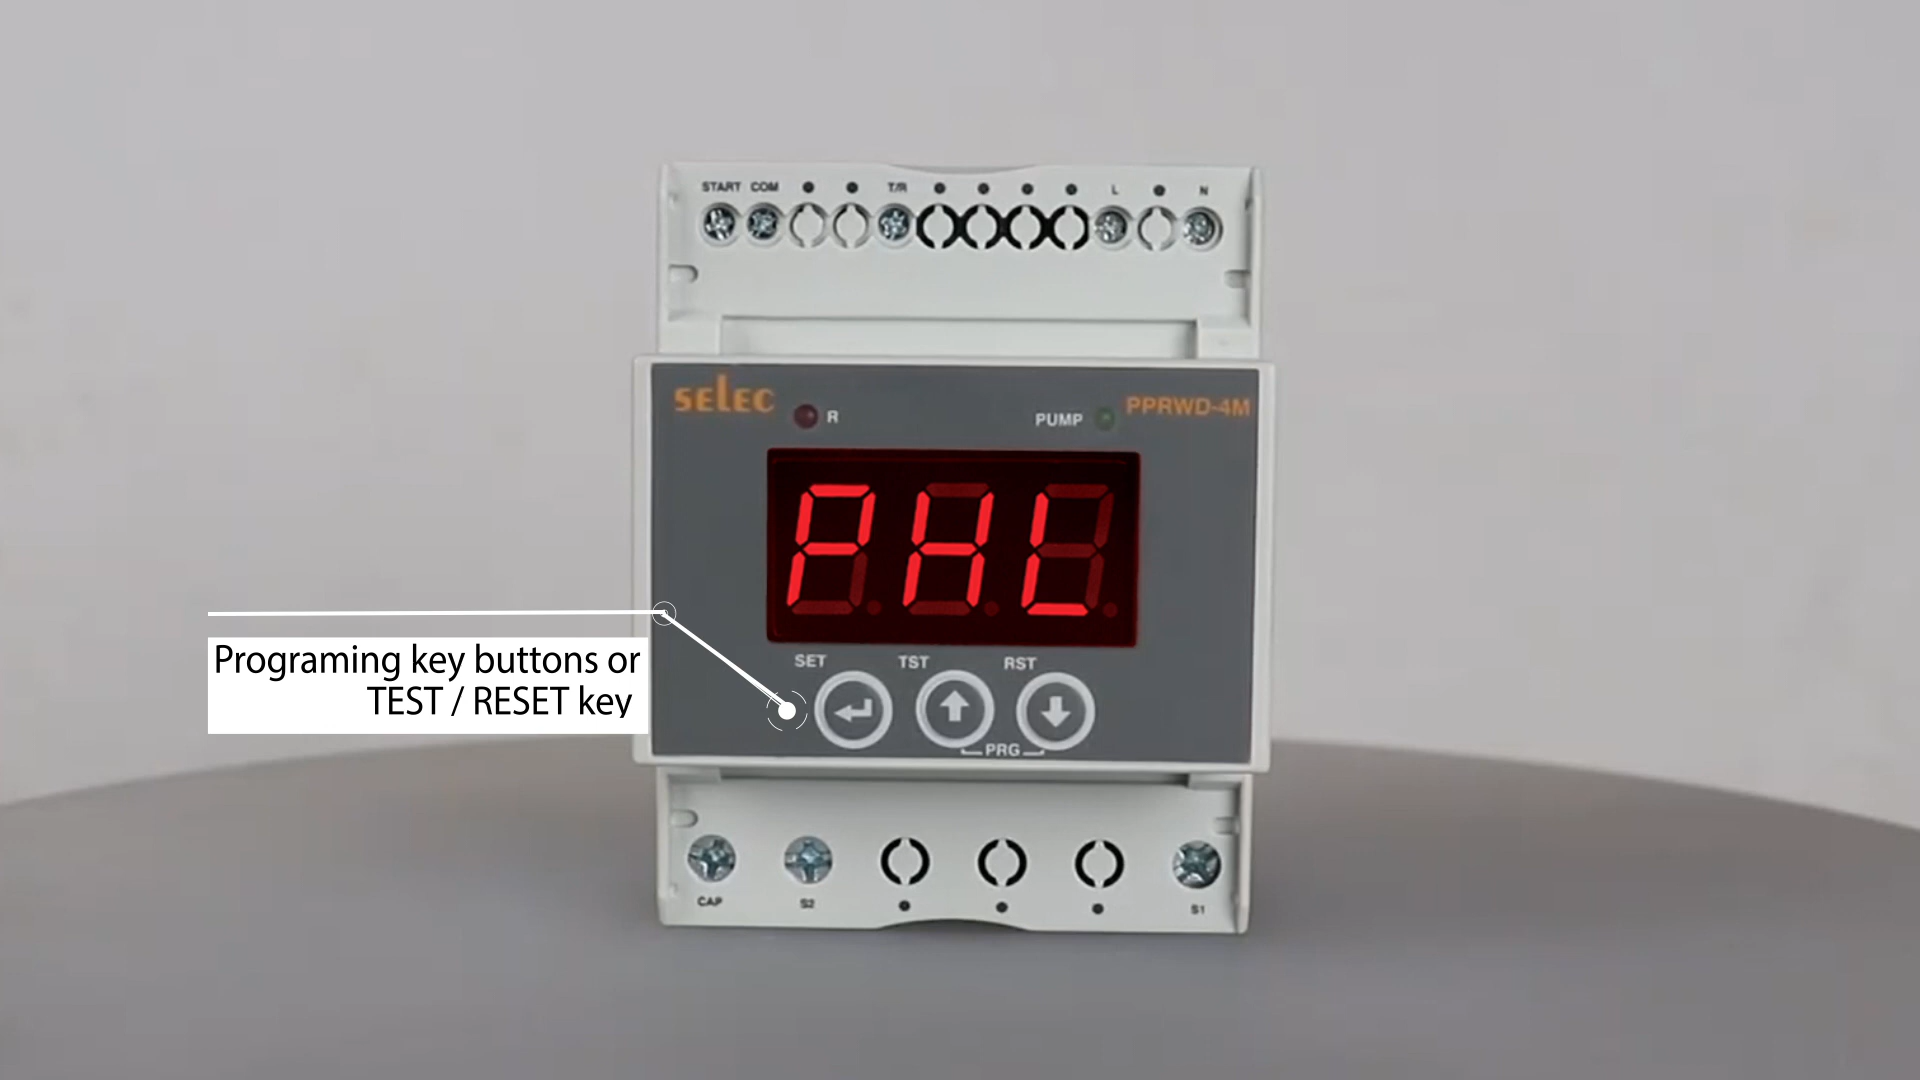 START COM T/R L N
SELEC
R
PUMP
PPRWD-4M
PHL
Programing key buttons or
TEST / RESET key
SET TST RST
PRG
CAP S2 S1